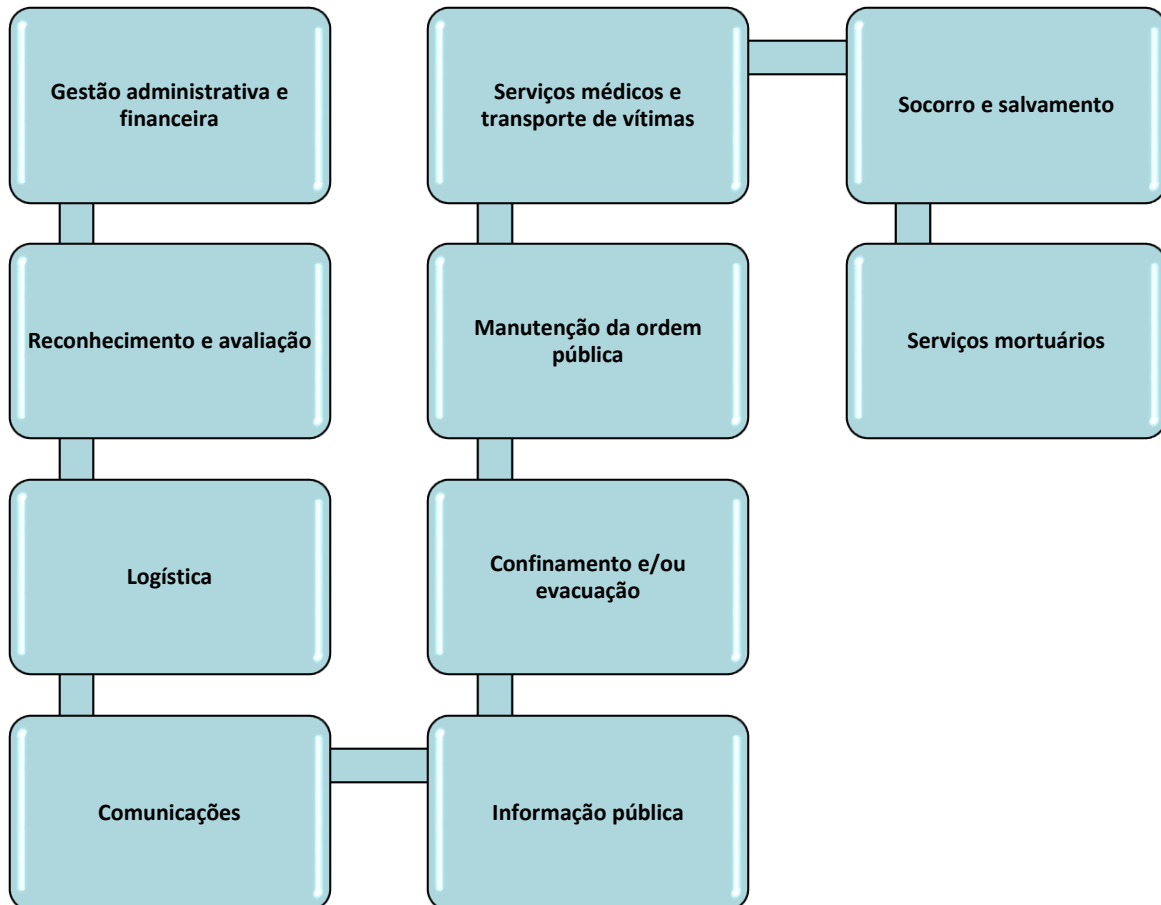 Gestão administrativa e
financeira
Reconhecimento e avaliação
Logística
Comunicações
Informação pública
Confinamento e/ou
evacuação
Manutenção da ordem
pública
Serviços médicos e
transporte de vítimas
Socorro e salvamento
Serviços mortuários